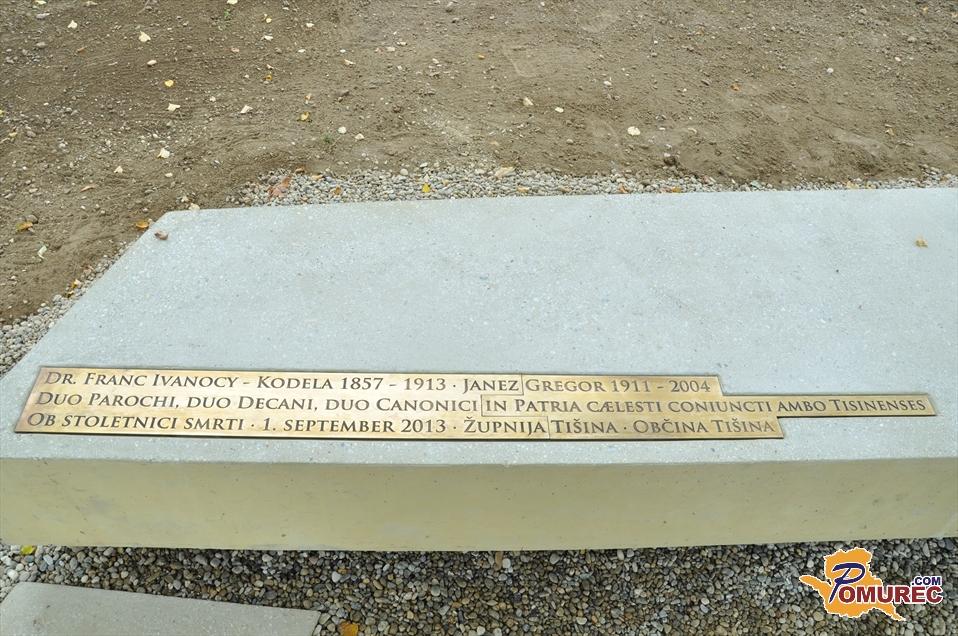 Dr. Franc Ivanocy - Kodela 1857 - 1913 · Janez Gregor 1911 - 2004
Duo Parochi, duo Decani, duo Canonici in Patria cælesti coniuncti ambo Tisinenses
Ob stoletnici smrti · 1. september 2013 · Župnija Tišina · Občina Tišina
Pomurec.com